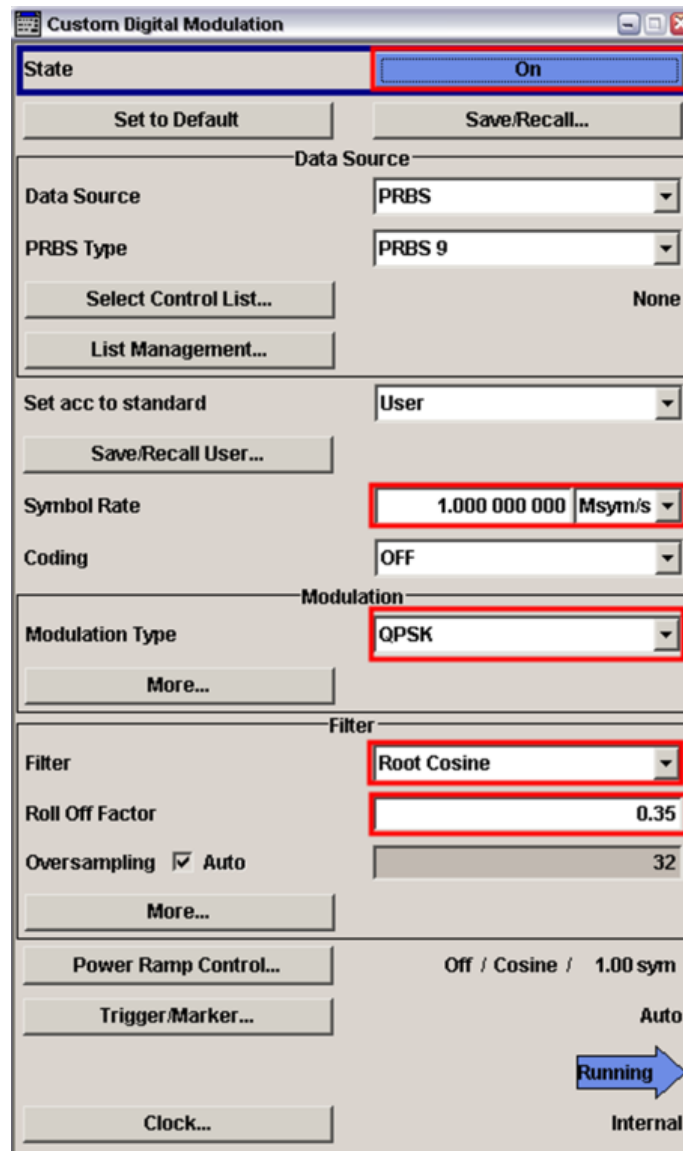 Custom Digital Modulation
State On
Set to Default Save/Recall...
Data Source
Data Source PRBS
PRBS Type PRBS 9
Select Control List... None
List Management...
Set acc to standard User
Save/Recall User...
Symbol Rate 1.000 000 000 Msym/s
Coding OFF
Modulation
Modulation Type QPSK
More...
Filter
Filter Root Cosine
Roll Off Factor 0.35
Oversampling Auto 32
More...
Power Ramp Control... Off / Cosine / 1.00 sym
Trigger/Marker... Auto
Running
Clock... Internal